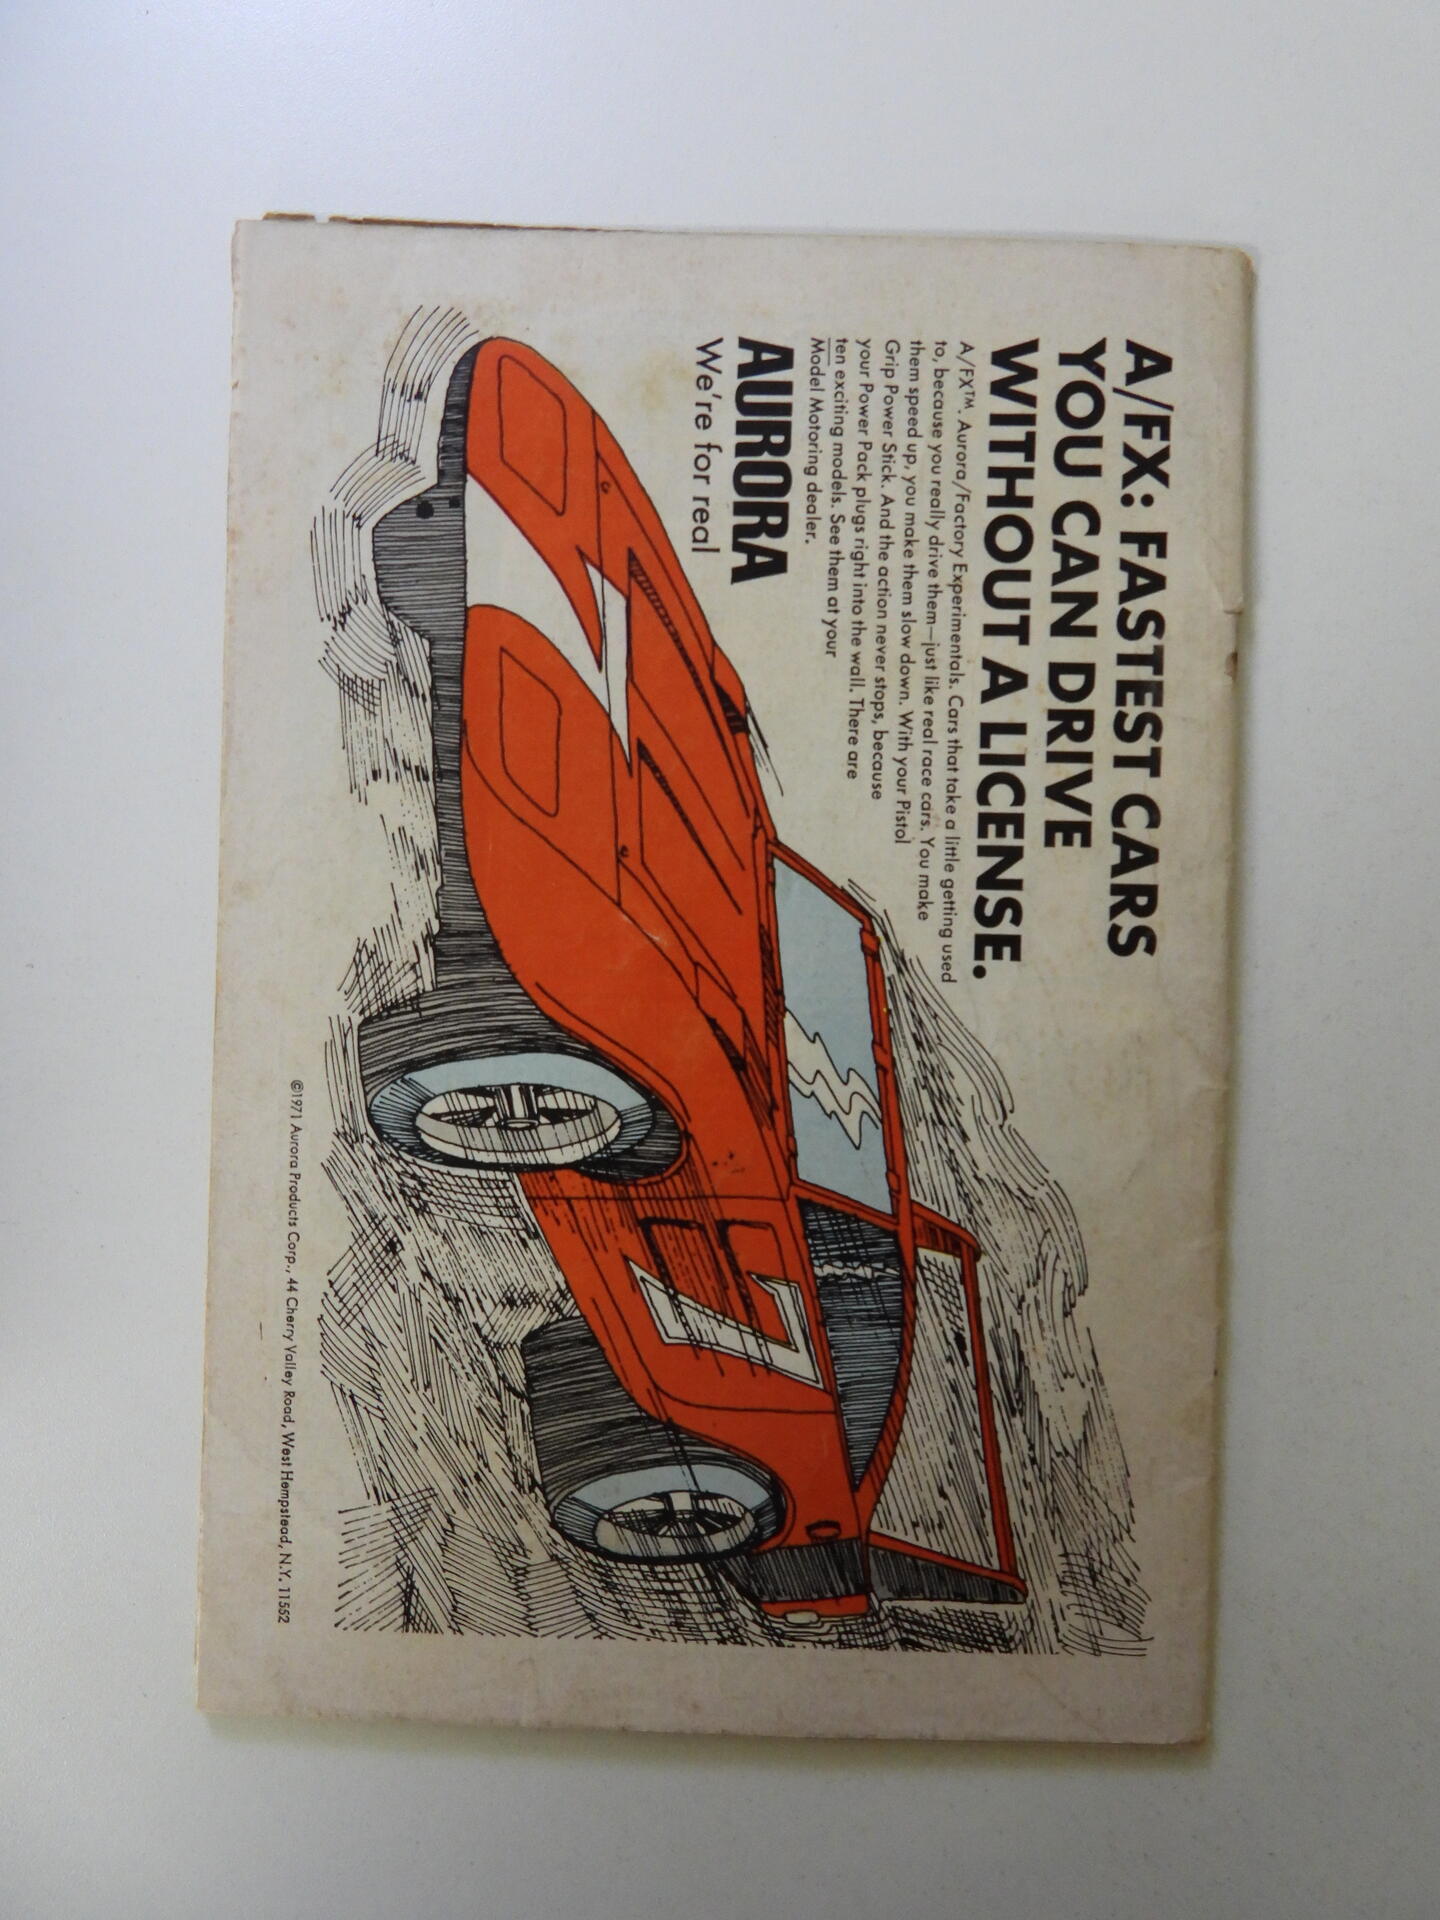 A/FX: FASTEST CARS
YOU CAN DRIVE
WITHOUT A LICENSE.
A/FX™. Aurora/Factory Experimentals. Cars that take a little getting used
to, because you really drive them—just like real race cars. You make
them speed up, you make them slow down. With your Pistol
Grip Power Stick. And the action never stops, because
your Power Pack plugs right into the wall. There are
ten exciting models. See them at your
Model Motoring dealer.
AURORA
We're for real
7
©1971 Aurora Products Corp., 44 Cherry Valley Road, West Hempstead, N.Y. 11552